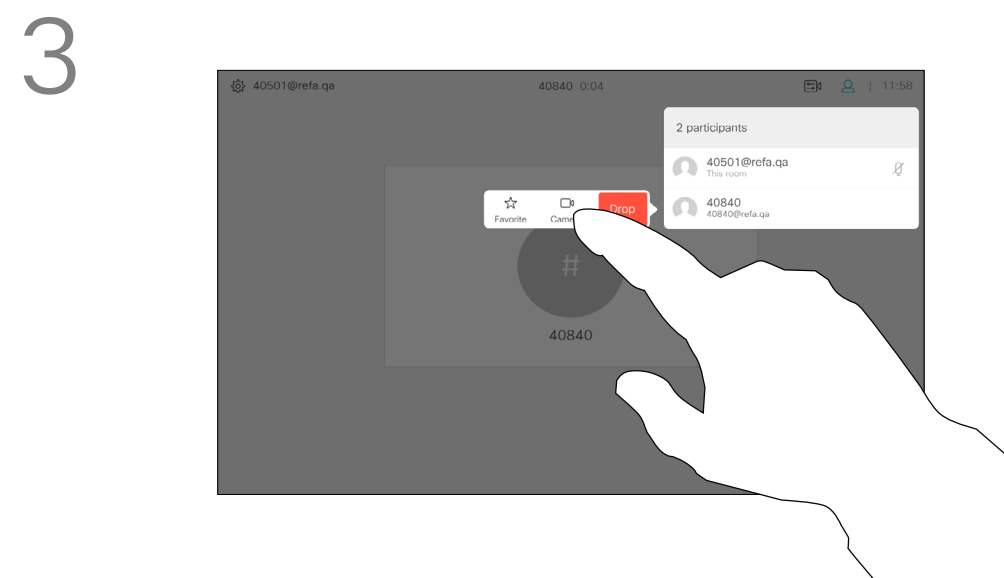 3
40501@refa.qa
40840 0:04
| 11:58
2 participants
40501@refa.qa
This room
40840
40840@refa.qa
Favorite
Drop
#
40840